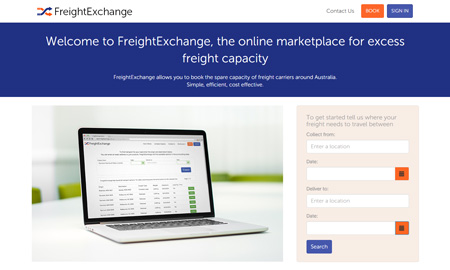 FreightExchange
Contact Us
BOOK
SIGN IN
Welcome to FreightExchange, the online marketplace for excess
freight capacity
FreightExchange allows you to book the spare capacity of freight carriers around Australia.
Simple, efficient, cost effective.
FreightExchange
To get started tell us where your
freight needs to travel between
Collect from:
Enter a location
Date:
Deliver to:
Enter a location
Date:
Search